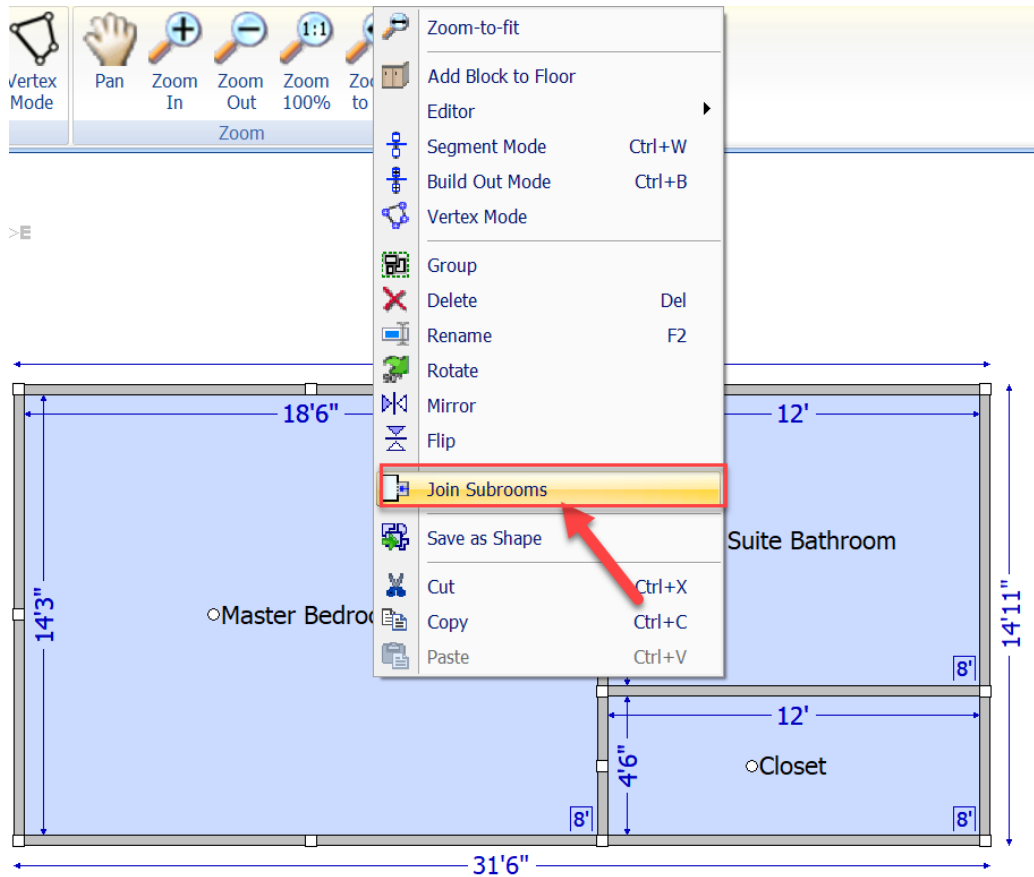 Vertex Mode
Pan
Zoom In
Zoom Out
1:1
Zoom 100%
Zoom
>E
Zoom-to-fit
Add Block to Floor
Editor
Segment Mode Ctrl+W
Build Out Mode Ctrl+B
Vertex Mode
Group
Delete Del
Rename F2
90°
Rotate
Mirror
Flip
Join Subrooms
Save as Shape
Cut Ctrl+X
Copy Ctrl+C
Paste Ctrl+V
18'6"
12'
Suite Bathroom
14'3"
Master Bedroo
14'11"
8'
12'
4'6"
Closet
8'
8'
31'6"